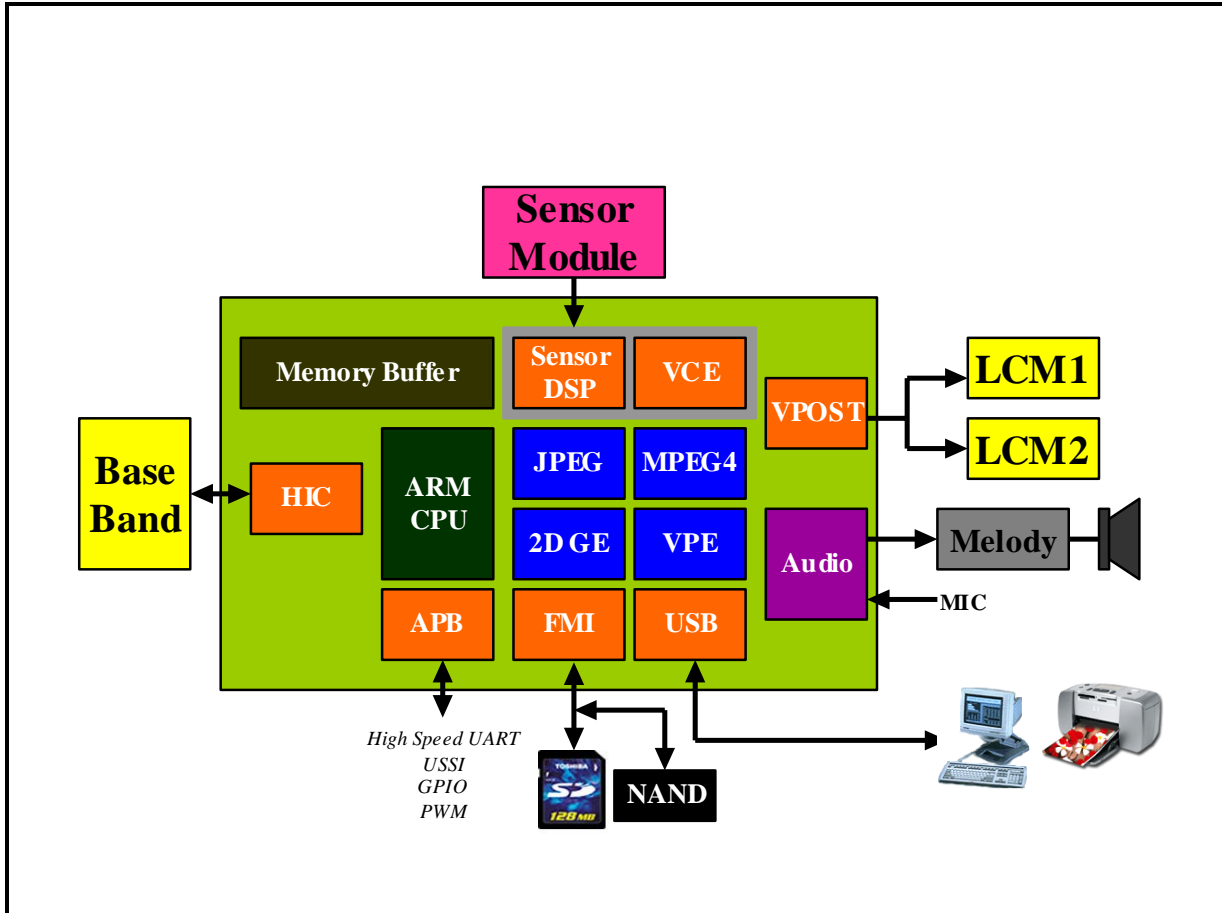 Sensor
Module
Memory Buffer
Sensor
DSP
VCE
VPOST
LCM1
LCM2
Base
Band
HIC
ARM
CPU
JPEG
MPEG4
2D GE
VPE
Audio
Melody
MIC
APB
FMI
USB
High Speed UART
USSI
GPIO
PWM
TOSHIBA
SD
128MB
NAND